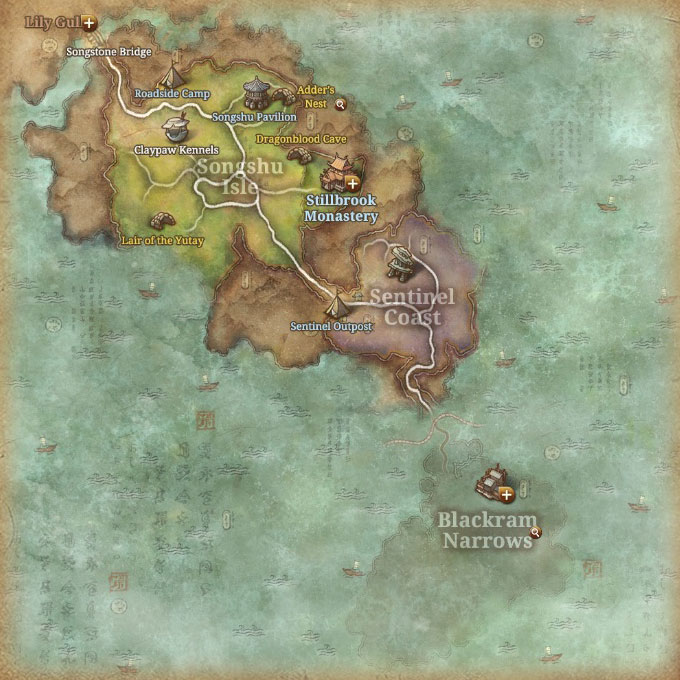 Lily Gul
Songstone Bridge
Roadside Camp
Adder's
Nest
Songshu Pavilion
Claypaw Kennels
Dragonblood Cave
Songshu
Isle
Stillbrook
Monastery
Lair of the Yutay
Sentinel
Coast
Sentinel Outpost
Blackram
Narrows